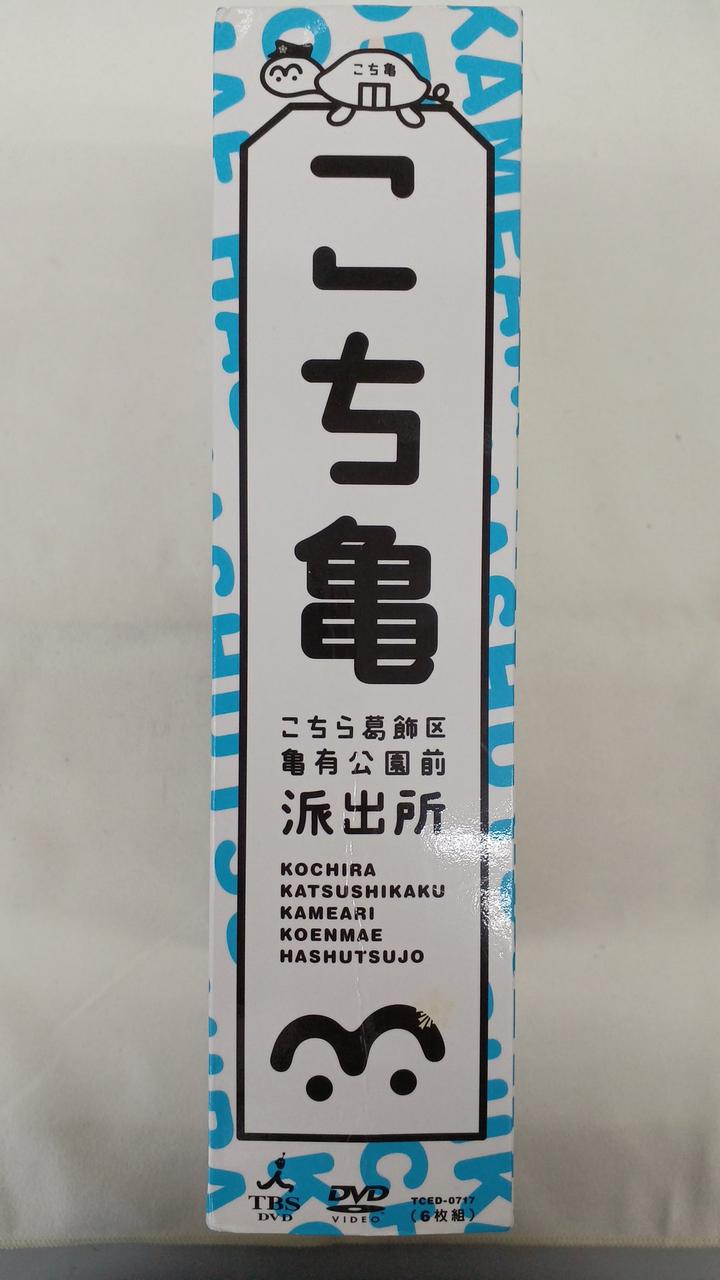 こち亀
こち亀
こちら葛飾区
亀有公園前
派出所
KOCHIRA
KATSUSHIKAKU
KAMEARI
KOENMAE
HASHUTSUJO
TBS
DVD
DVD
VIDEO
TCED-0717
(6枚組)